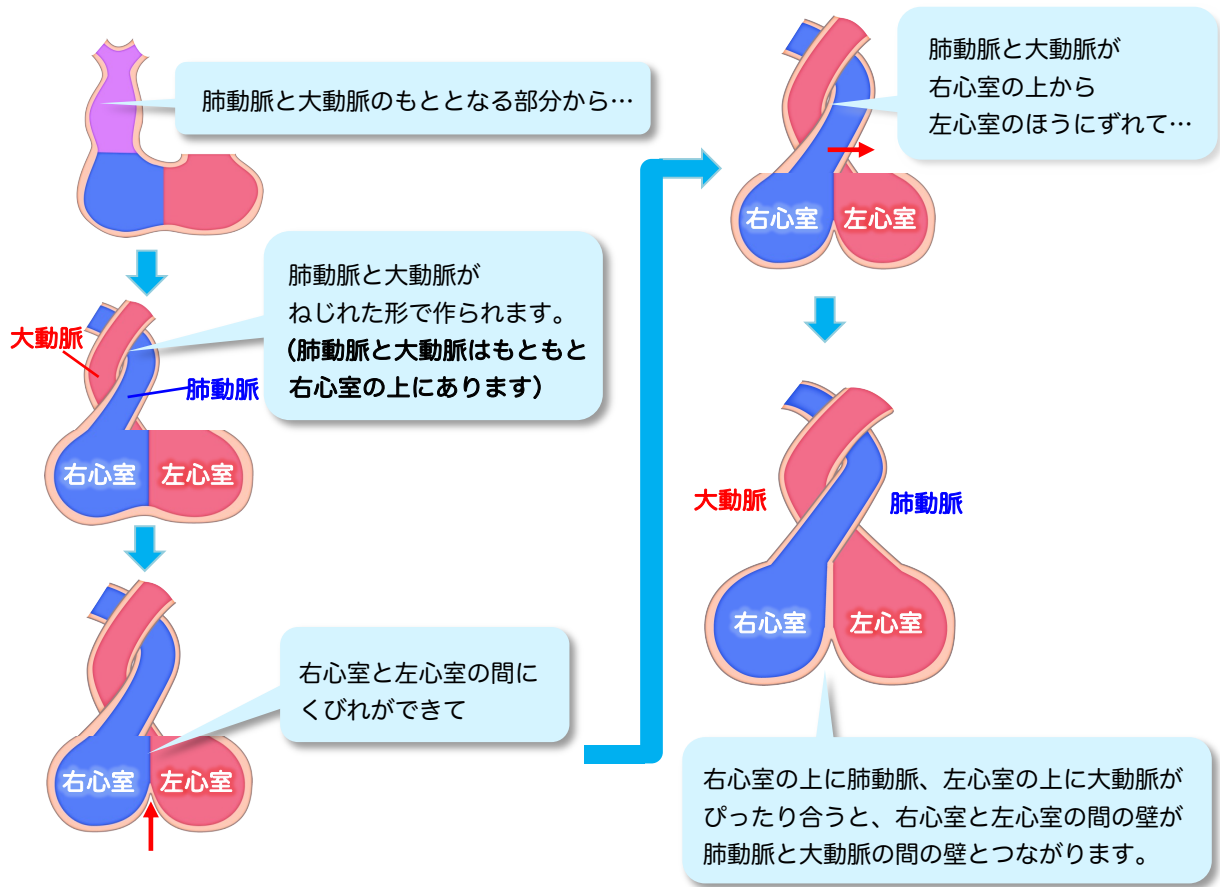 肺動脈と大動脈のもととなる部分から…
肺動脈と大動脈が
ねじれた形で作られます。
(肺動脈と大動脈はもともと
右心室の上にあります)
大動脈
肺動脈
右心室
左心室
右心室と左心室の間に
くびれができて
右心室
左心室
肺動脈と大動脈が
右心室の上から
左心室のほうにずれて…
右心室
左心室
大動脈
肺動脈
右心室
左心室
右心室の上に肺動脈、左心室の上に大動脈が
ぴったり合うと、右心室と左心室の間の壁が
肺動脈と大動脈の間の壁とつながります。